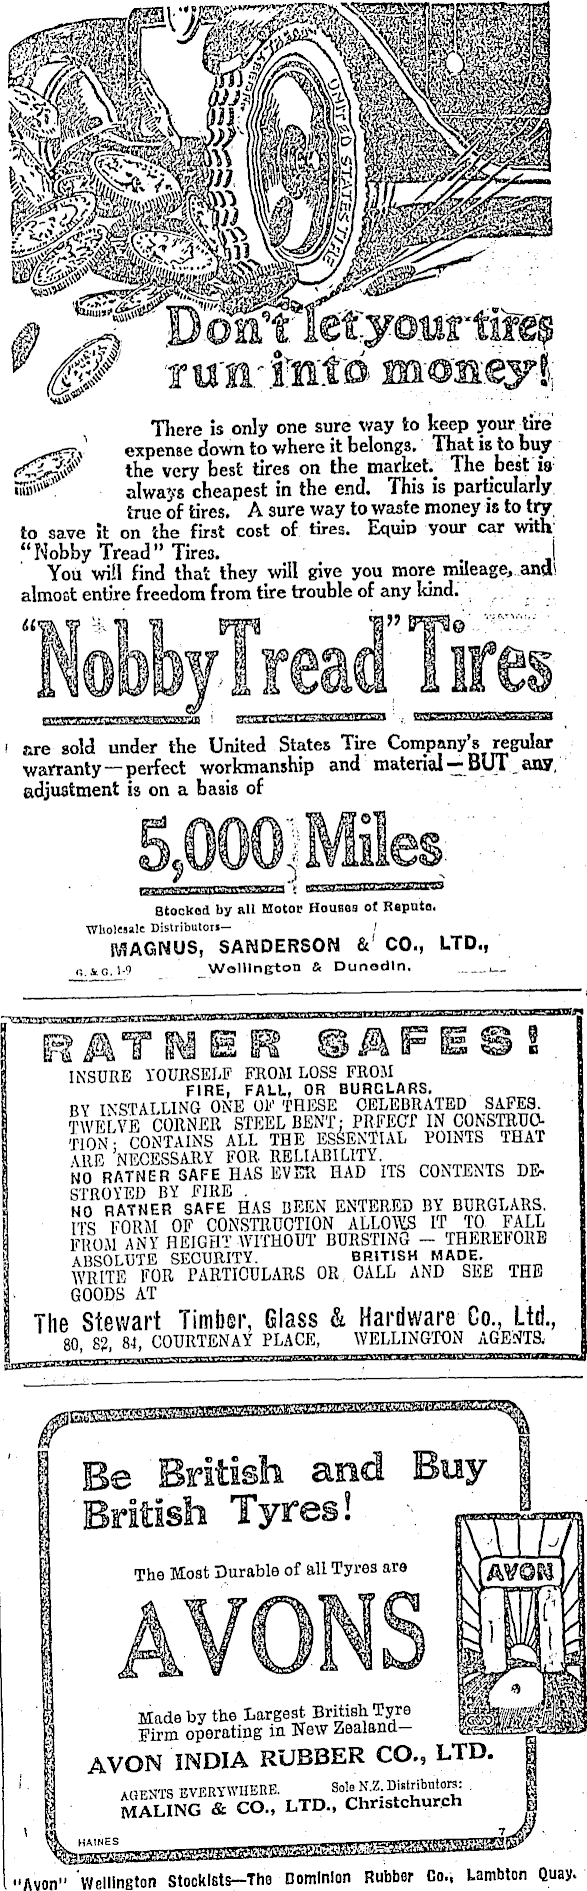 NOBBY TREAD
UNITED STATES TIRE
Don't let your tires
run into money!
There is only one sure way to keep your tire
expense down to where it belongs. That is to buy
the very best tires on the market. The best is
always cheapest in the end. This is particularly
true of tires. A sure way to waste money is to try
to save it on the first cost of tires. Equip your car with
"Nobby Tread" Tires.
You will find that they will give you more mileage, and
almost entire freedom from tire trouble of any kind.
"Nobby Tread" Tires
are sold under the United States Tire Company's regular
warranty—perfect workmanship and material—BUT any
adjustment is on a basis of
5,000 Miles
Stocked by all Motor Houses of Repute.
Wholesale Distributors—
MAGNUS, SANDERSON & CO., LTD.,
G. & G. 1-9 Wellington & Dunedin.
RATNER SAFES!
INSURE YOURSELF FROM LOSS FROM
FIRE, FALL, OR BURGLARS,
BY INSTALLING ONE OF THESE CELEBRATED SAFES.
TWELVE CORNER STEEL BENT; PRFECT IN CONSTRUC-
TION; CONTAINS ALL THE ESSENTIAL POINTS THAT
ARE NECESSARY FOR RELIABILITY.
NO RATNER SAFE HAS EVER HAD ITS CONTENTS DE-
STROYED BY FIRE.
NO RATNER SAFE HAS BEEN ENTERED BY BURGLARS.
ITS FORM OF CONSTRUCTION ALLOWS IT TO FALL
FROM ANY HEIGHT WITHOUT BURSTING — THEREFORE
ABSOLUTE SECURITY. BRITISH MADE.
WRITE FOR PARTICULARS OR CALL AND SEE THE
GOODS AT
The Stewart Timber, Glass & Hardware Co., Ltd.,
80, 82, 84, COURTENAY PLACE, WELLINGTON AGENTS.
Be British and Buy
British Tyres!
The Most Durable of all Tyres are
AVONS
AVON
Made by the Largest British Tyre
Firm operating in New Zealand—
AVON INDIA RUBBER CO., LTD.
AGENTS EVERYWHERE. Sole N.Z. Distributors:
MALING & CO., LTD., Christchurch
HAINES 7
"Avon" Wellington Stockists—The Dominion Rubber Co., Lambton Quay.